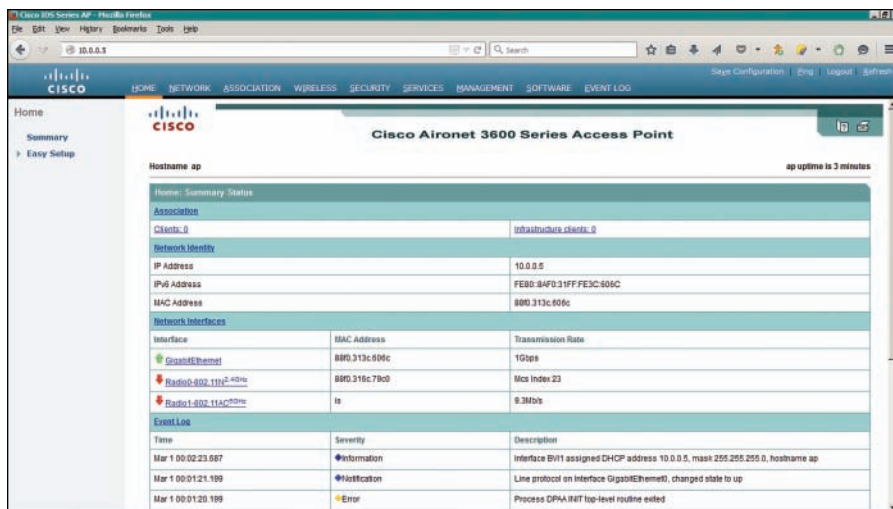 Cisco IOS Series AP - Mozilla Firefox
File Edit View History Bookmarks Tools Help
10.0.0.5
Search
Save Configuration Ping Logout Refresh
CISCO
HOME NETWORK ASSOCIATION WIRELESS SECURITY SERVICES MANAGEMENT SOFTWARE EVENT LOG
Home
Summary
Easy Setup
CISCO
Cisco Aironet 3600 Series Access Point
Hostname ap
ap uptime is 3 minutes
Home: Summary Status
Association
Clients: 0 Infrastructure clients: 0
Network Identity
IP Address 10.0.0.5
IPv6 Address FE80::8AF0:31FF:FE3C:606C
MAC Address 88f0.313c.606c
Network Interfaces
Interface MAC Address Transmission Rate
GigabitEthernet 88f0.313c.606c 1Gbps
Radio0-802.11N2.4GHz 88f0.316c.79c0 Mcs Index 23
Radio1-802.11AC5GHz is 9.3Mb/s
Event Log
Time Severity Description
Mar 1 00:02:23.687 Information Interface BVI1 assigned DHCP address 10.0.0.5, mask 255.255.255.0, hostname ap
Mar 1 00:01:21.199 Notification Line protocol on Interface GigabitEthernet0, changed state to up
Mar 1 00:01:20.199 Error Process DPAA INIT top-level routine exited